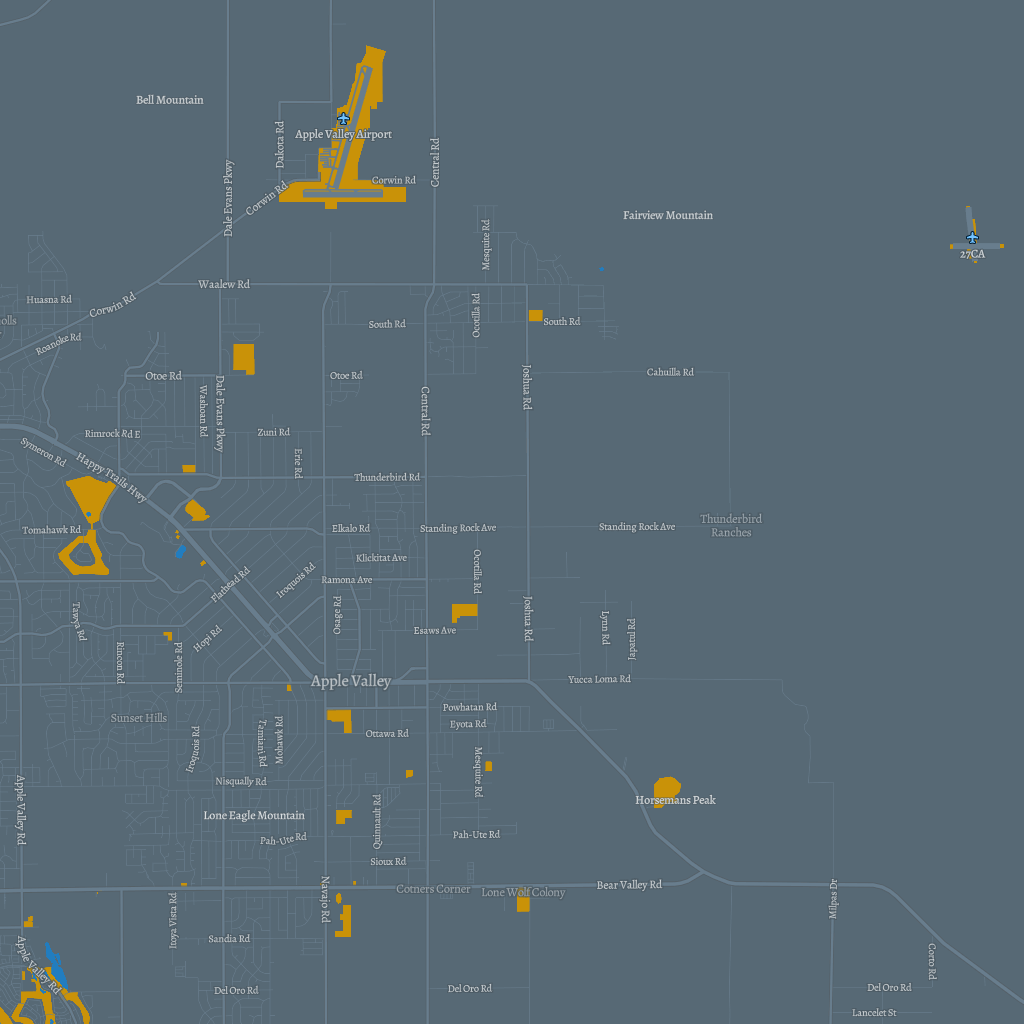 Bell Mountain
Dakota Rd
Apple Valley Airport
Central Rd
Dale Evans Pkwy
Corwin Rd
Corwin Rd
Fairview Mountain
Mesquite Rd
27CA
Waalew Rd
Huasna Rd
Corwin Rd
Ocotilla Rd
olls
South Rd
South Rd
Roanoke Rd
Otoe Rd
Otoe Rd
Cahuilla Rd
Joshua Rd
Washoan Rd
Dale Evans Pkwy
Central Rd
Rimrock Rd E
Zuni Rd
Symeron Rd
Happy Trails Hwy
Erie Rd
Thunderbird Rd
Tomahawk Rd
Elkalo Rd
Standing Rock Ave
Standing Rock Ave
Thunderbird
Ranches
Klickitat Ave
Ocotilla Rd
Flathead Rd
Iroquois Rd
Ramona Ave
Osage Rd
Joshua Rd
Tawya Rd
Rincon Rd
Seminole Rd
Hopi Rd
Esaws Ave
Lynn Rd
Japatul Rd
Apple Valley
Yucca Loma Rd
Powhatan Rd
Sunset Hills
Eyota Rd
Iroquois Rd
Tamiani Rd
Mohawk Rd
Ottawa Rd
Mesquite Rd
Nisqually Rd
Apple Valley Rd
Horsemans Peak
Lone Eagle Mountain
Quinnault Rd
Pah-Ute Rd
Pah-Ute Rd
Sioux Rd
Navajo Rd
Cotners Corner
Lone Wolf Colony
Bear Valley Rd
Milpas Dr
Itoya Vista Rd
Sandia Rd
Apple Valley Rd
Corto Rd
Del Oro Rd
Del Oro Rd
Del Oro Rd
Lancelet St